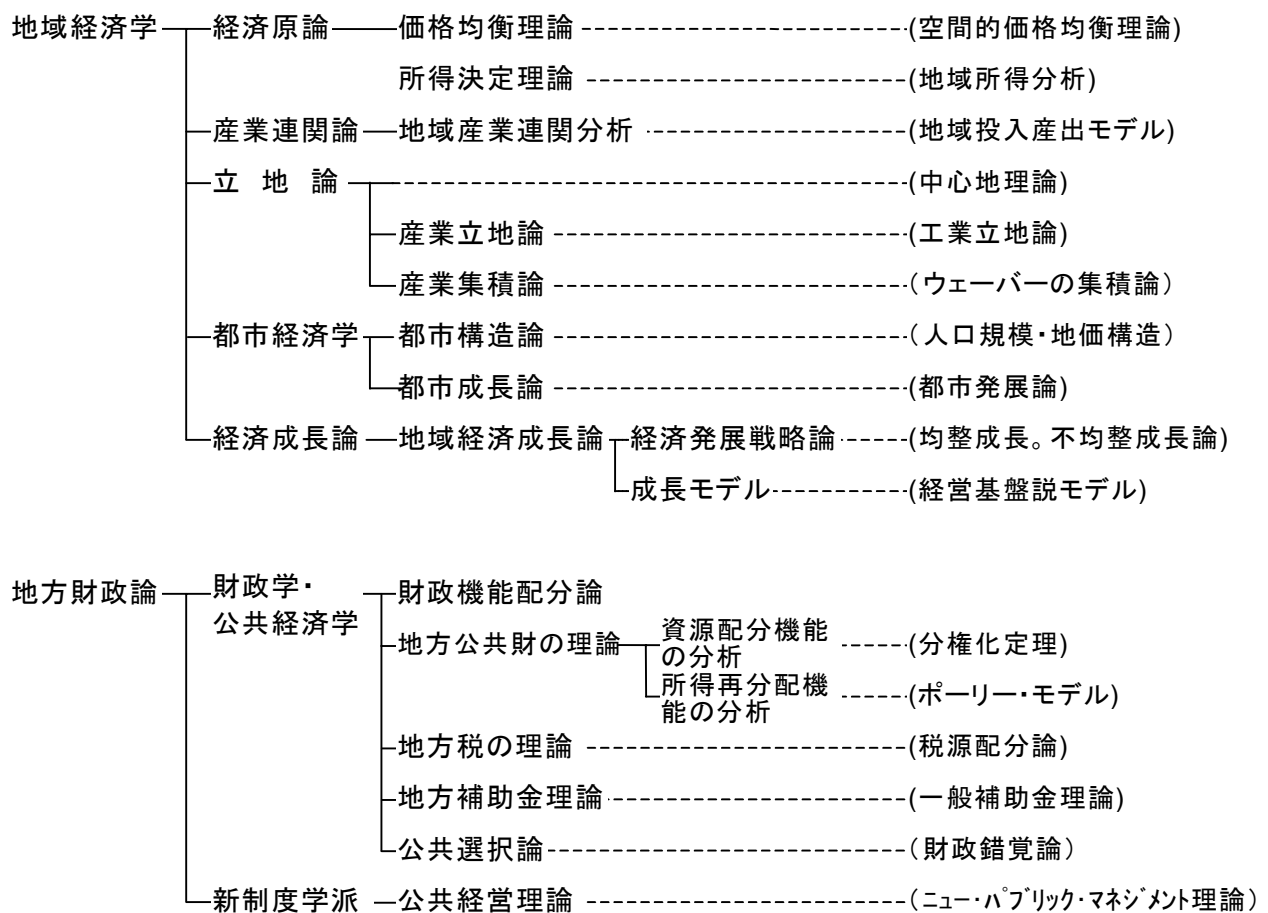 地域経済学 経済原論 価格均衡理論 (空間的価格均衡理論)
所得決定理論 (地域所得分析)
産業連関論 地域産業連関分析 (地域投入産出モデル)
立地論 (中心地理論)
産業立地論 (工業立地論)
産業集積論 (ウェーバーの集積論)
都市経済学 都市構造論 (人口規模・地価構造)
都市成長論 (都市発展論)
経済成長論 地域経済成長論 経済発展戦略論 (均整成長。不均整成長論)
成長モデル (経営基盤説モデル)
地方財政論 財政学・ 財政機能配分論
公共経済学
地方公共財の理論 資源配分機能
の分析 (分権化定理)
所得再分配機
能の分析 (ポーリー・モデル)
地方税の理論 (税源配分論)
地方補助金理論 (一般補助金理論)
公共選択論 (財政錯覚論)
新制度学派 公共経営理論 (ニュー・パブリック・マネジメント理論)